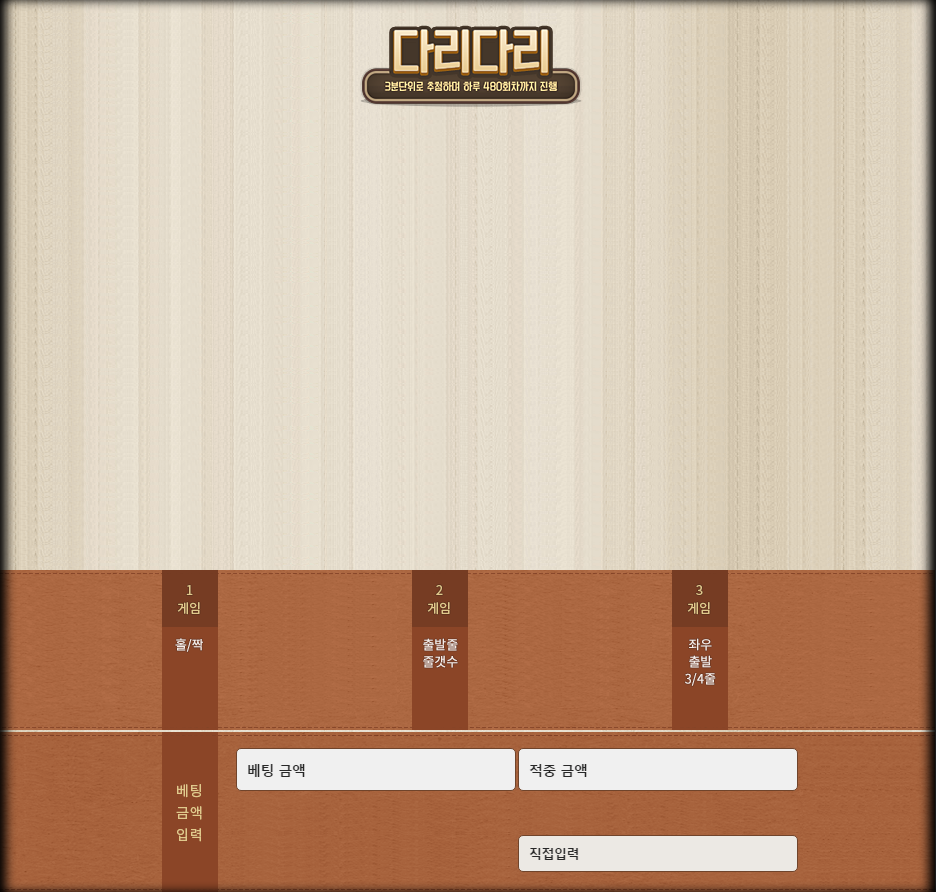 다리다리
3분단위로 추첨하며 하루 480회차까지 진행
1
게임
홀/짝
2
게임
출발줄
줄갯수
3
게임
좌우
출발
3/4줄
베팅
금액
입력
베팅 금액
적중 금액
직접입력